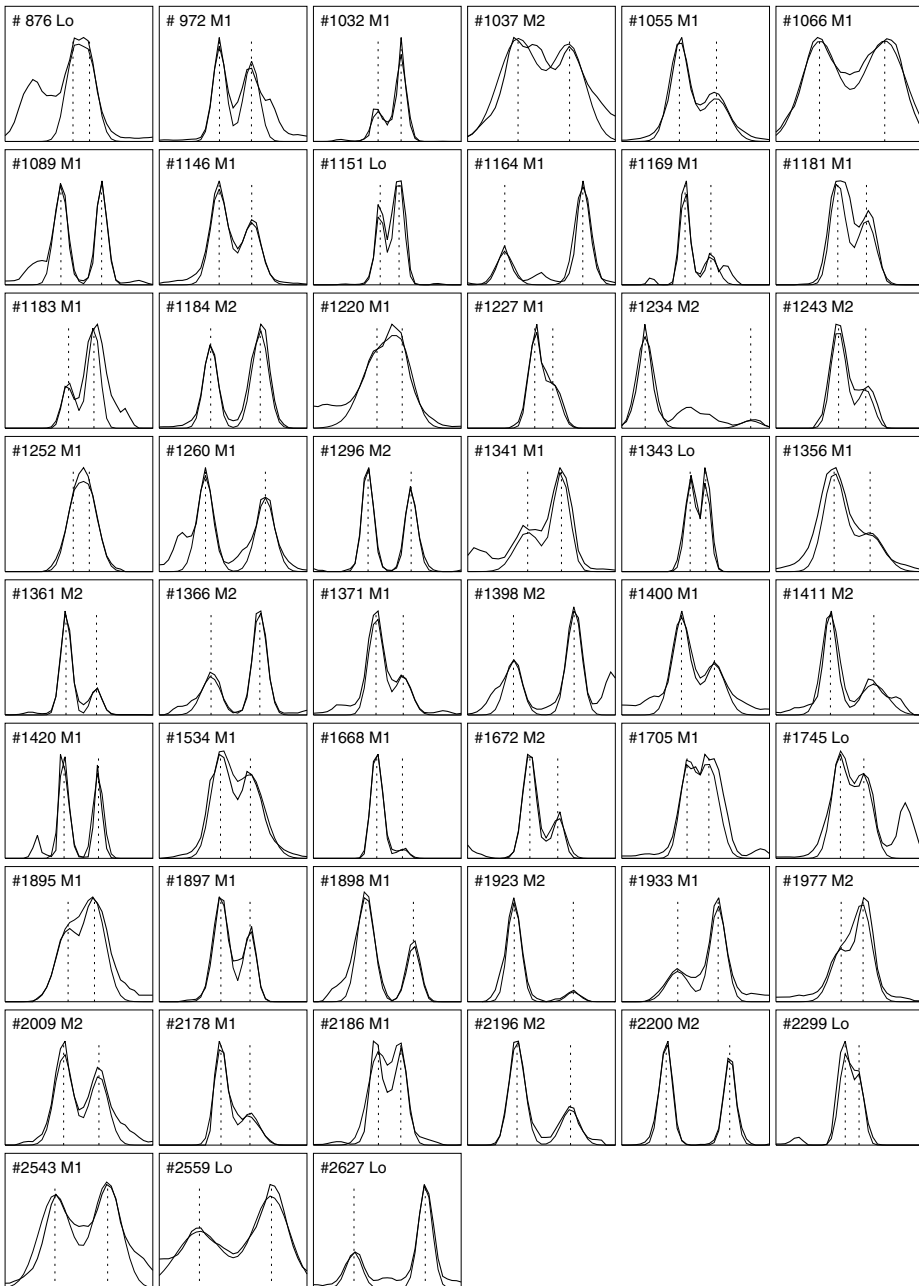 # 876 Lo
# 972 M1
#1032 M1
#1037 M2
#1055 M1
#1066 M1
#1089 M1
#1146 M1
#1151 Lo
#1164 M1
#1169 M1
#1181 M1
#1183 M1
#1184 M2
#1220 M1
#1227 M1
#1234 M2
#1243 M2
#1252 M1
#1260 M1
#1296 M2
#1341 M1
#1343 Lo
#1356 M1
#1361 M2
#1366 M2
#1371 M1
#1398 M2
#1400 M1
#1411 M2
#1420 M1
#1534 M1
#1668 M1
#1672 M2
#1705 M1
#1745 Lo
#1895 M1
#1897 M1
#1898 M1
#1923 M2
#1933 M1
#1977 M2
#2009 M2
#2178 M1
#2186 M1
#2196 M2
#2200 M2
#2299 Lo
#2543 M1
#2559 Lo
#2627 Lo